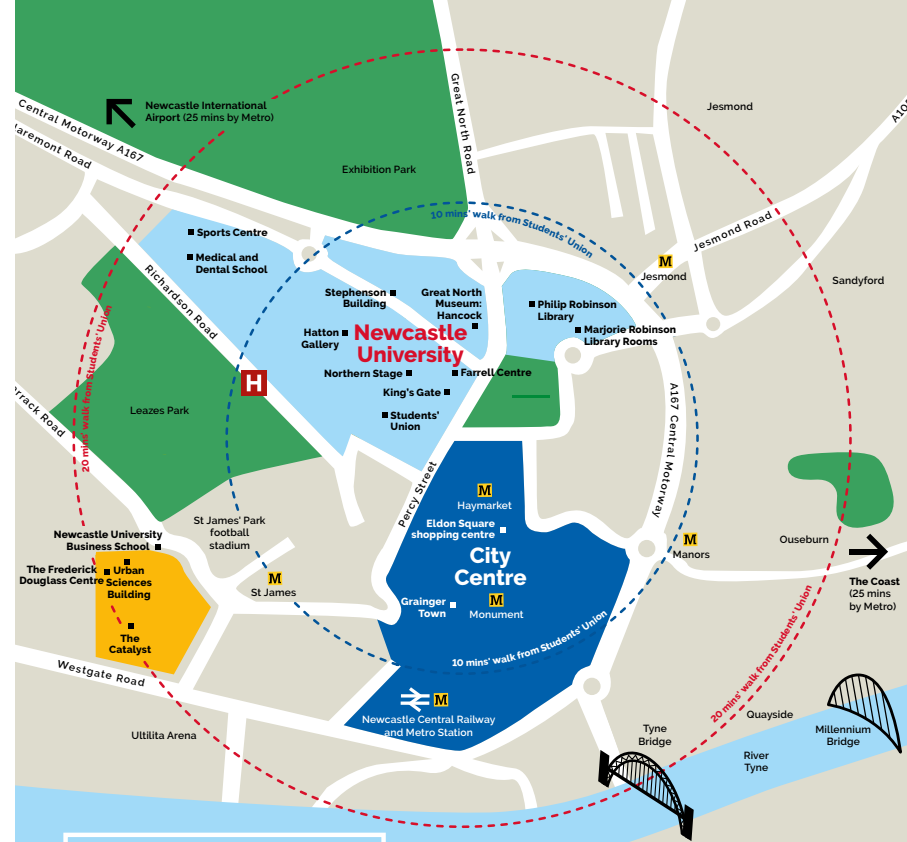 Great North Road
Jesmond
Newcastle International
Airport (25 mins by Metro)
Central Motorway A167
Exhibition Park
10 mins' walk from Students' Union
Jesmond Road
Sports Centre
Medical and
Dental School
M
Jesmond
Sandyford
Richardson Road
Stephenson
Building
Great North
Museum:
Hancock
Philip Robinson
Library
Hatton
Gallery
Newcastle
University
Marjorie Robinson
Library Rooms
20 mins' walk from Students' Union
Northern Stage
Farrell Centre
H
King's Gate
Leazes Park
Students'
Union
A167 Central Motorway
Percy Street
M
Haymarket
St James' Park
football
stadium
Eldon Square
shopping centre
Newcastle University
Business School
M
Manors
Ouseburn
City
Centre
The Frederick
Douglass Centre
Urban
Sciences
Building
M
St James
The Coast
(25 mins
by Metro)
Grainger
Town
M
Monument
The
Catalyst
10 mins' walk from Students' Union
20 mins' walk from Students' Union
Westgate Road
M
Newcastle Central Railway
and Metro Station
Ultilita Arena
Tyne
Bridge
Quayside
Millennium
Bridge
River
Tyne